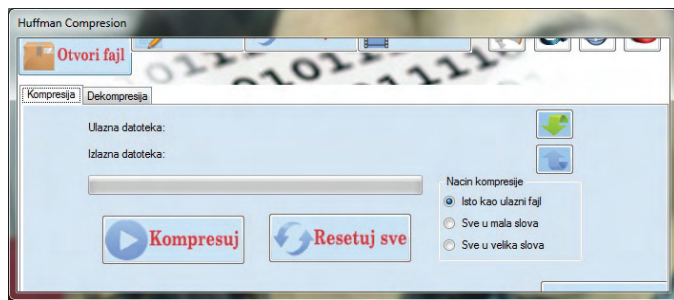 Huffman Compresion
Otvori fajl
Kompresija
Dekompresija
Ulazna datoteka:
Izlazna datoteka:
Nacin kompresije
Isto kao ulazni fajl
Sve u mala slova
Sve u velika slova
Kompresuj
Resetuj sve